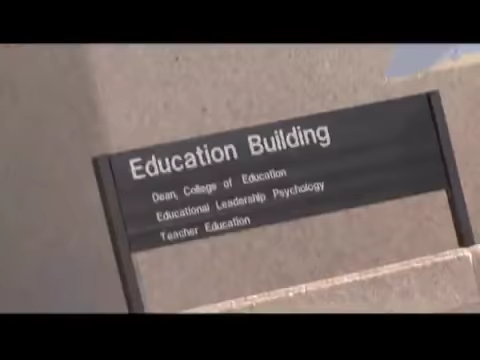 Education Building
Dean, College of Education
Educational Leadership Psychology
Teacher Education